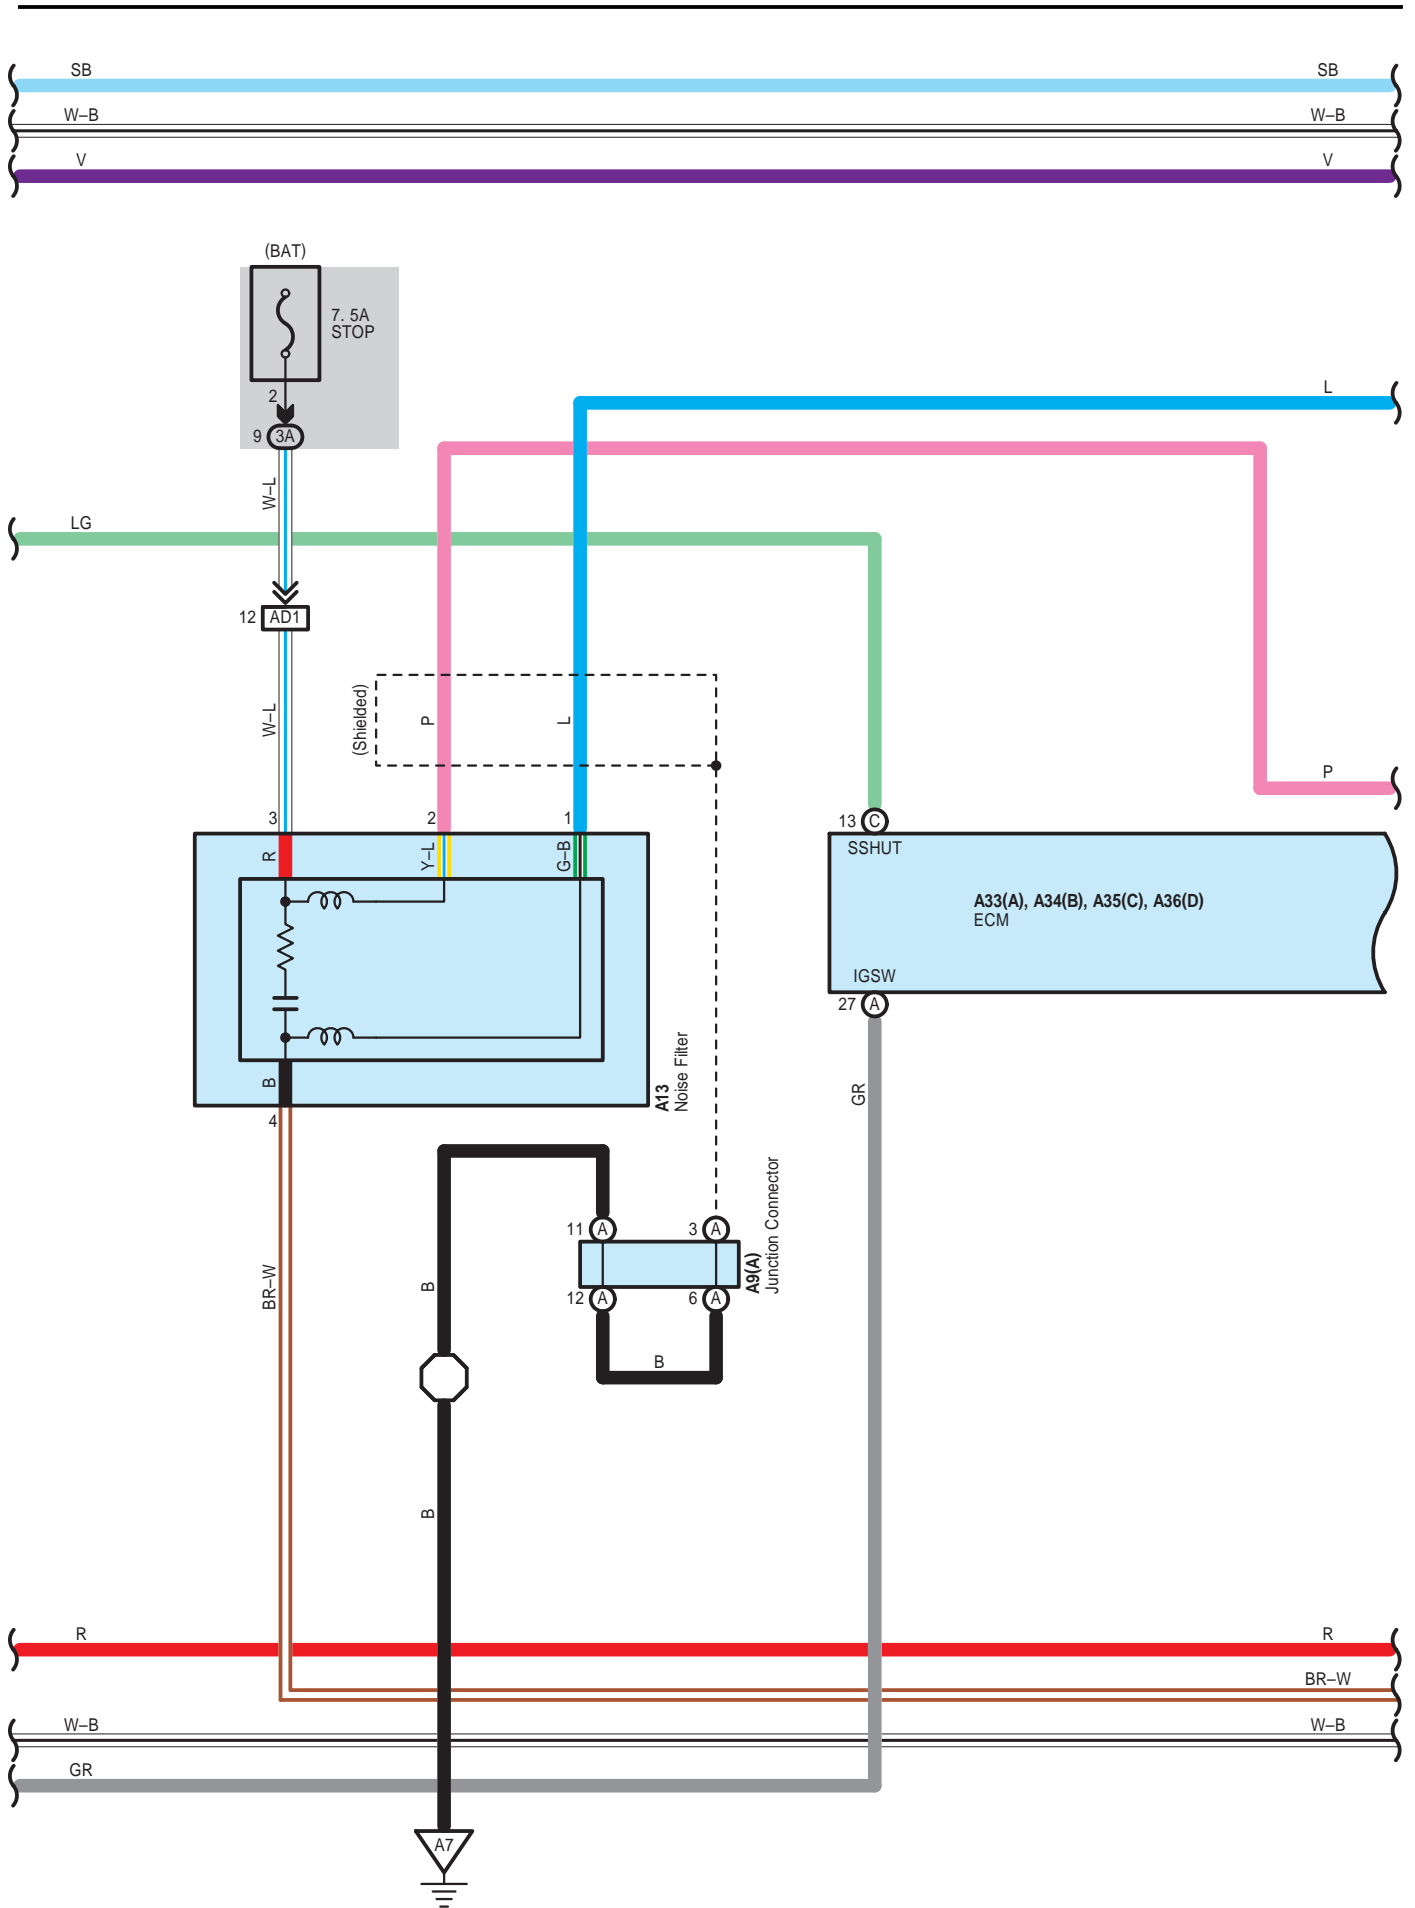 SB SB
W–B W–B
V V
(BAT)
7. 5A
STOP
2
9 3A
L
W–L
LG
12 AD1
(Shielded)
W–L
P
L
P
3 2 1
13 C
R
Y–L
G–B
SSHUT
A33(A), A34(B), A35(C), A36(D)
ECM
IGSW
27 A
A13
Noise Filter
B
GR
4
11 A 3 A
A9(A)
Junction Connector
BR–W
B
12 A 6 A
B
B
R R
BR–W
W–B W–B
GR
A7